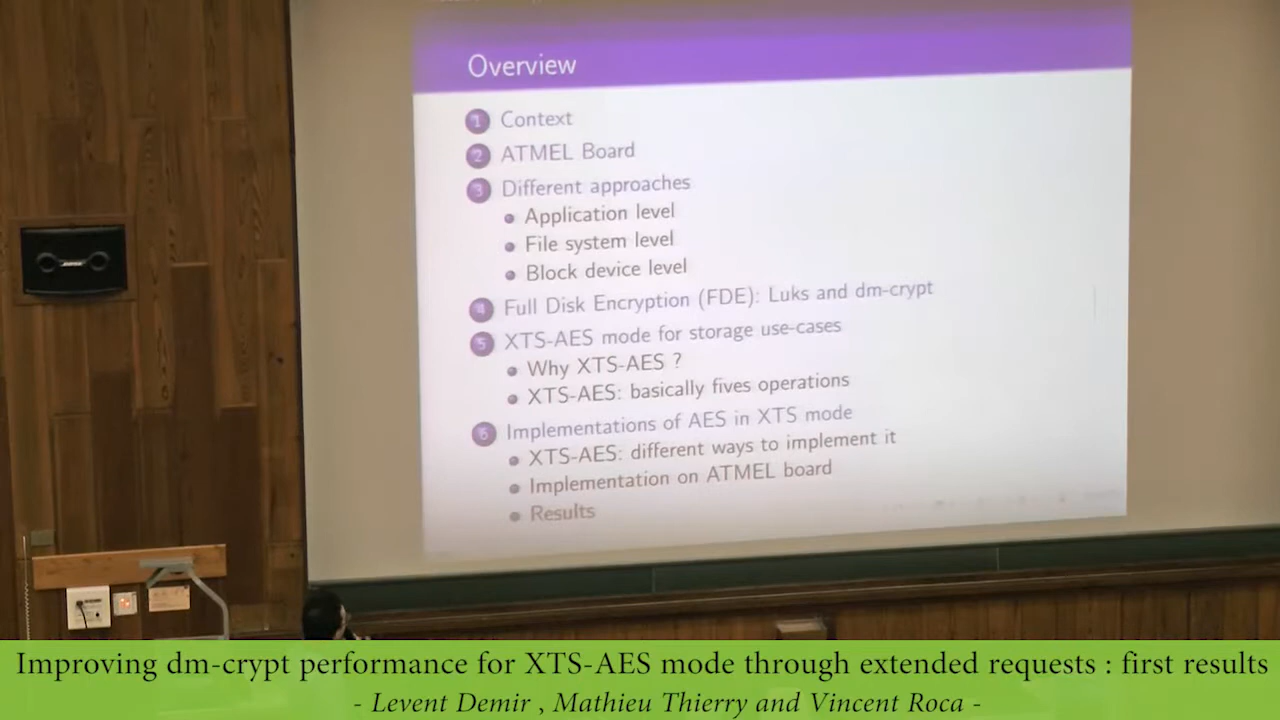 Overview
1 Context
2 ATMEL Board
3 Different approaches
Application level
File system level
Block device level
4 Full Disk Encryption (FDE): Luks and dm-crypt
5 XTS-AES mode for storage use-cases
Why XTS-AES ?
XTS-AES: basically fives operations
6 Implementations of AES in XTS mode
XTS-AES: different ways to implement it
Implementation on ATMEL board
Results
BOSE
Improving dm-crypt performance for XTS-AES mode through extended requests : first results
- Levent Demir , Mathieu Thierry and Vincent Roca -